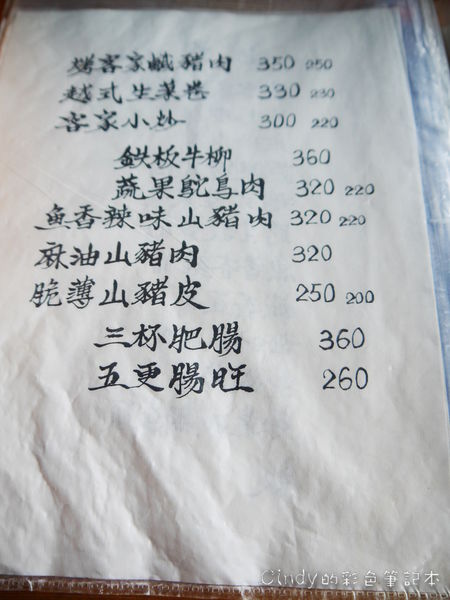 烤客家鹹豬肉 350 250
越式生菜卷 330 230
客家小炒 300 220
鉄板牛柳 360
蔬果鴕鳥肉 320 220
魚香辣味山豬肉 320 220
麻油山豬肉 320
脆薄山豬皮 250 200
三杯肥腸 360
五更腸旺 260
Cindy的彩色筆記本